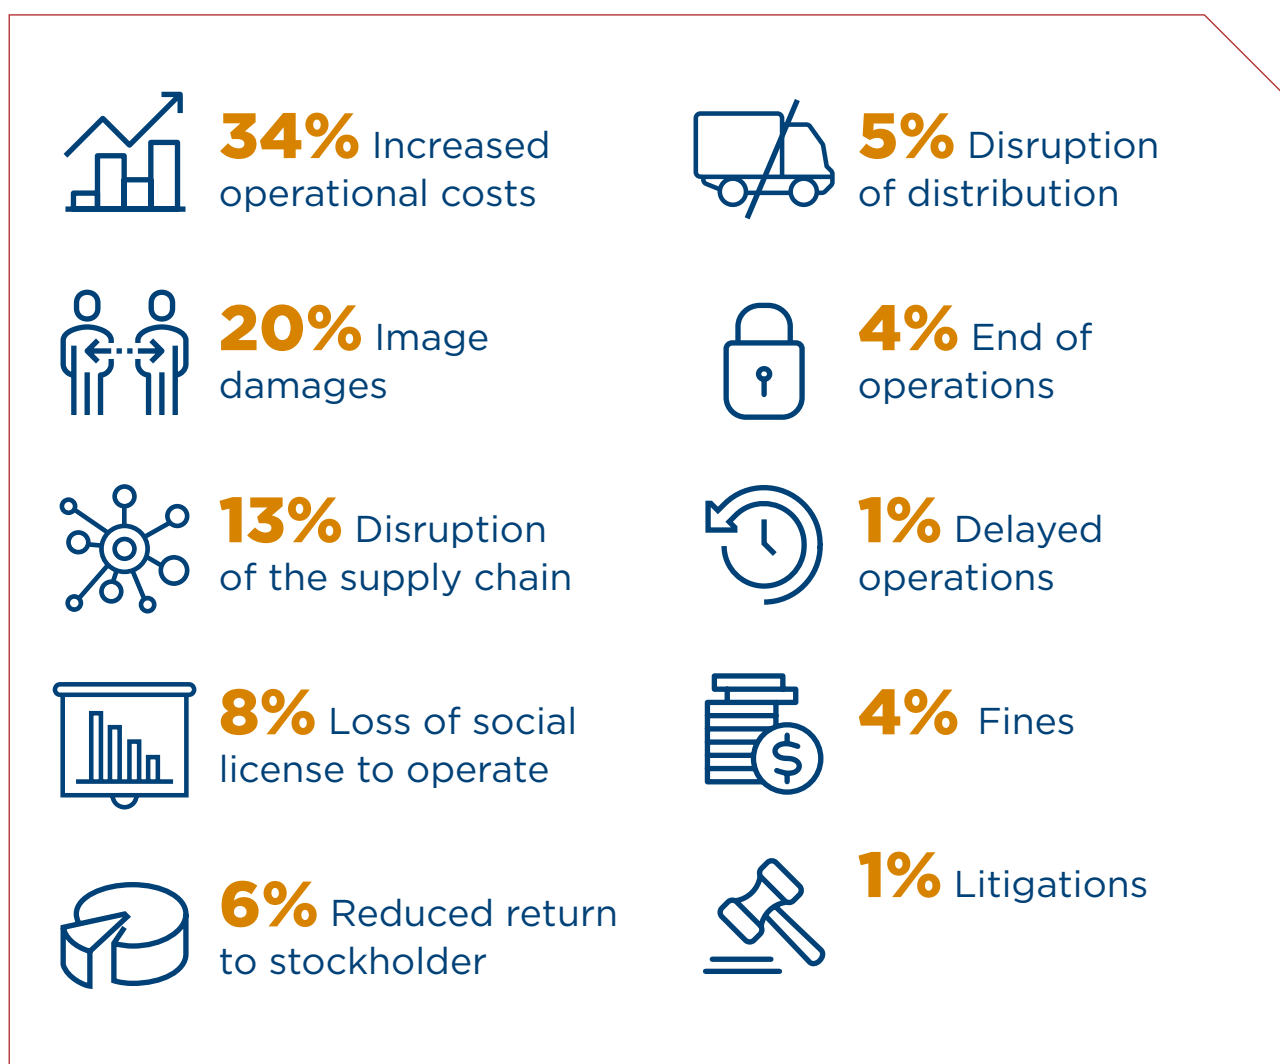 34% Increased
operational costs
20% Image
damages
13% Disruption
of the supply chain
8% Loss of social
license to operate
6% Reduced return
to stockholder
5% Disruption
of distribution
4% End of
operations
1% Delayed
operations
4% Fines
1% Litigations